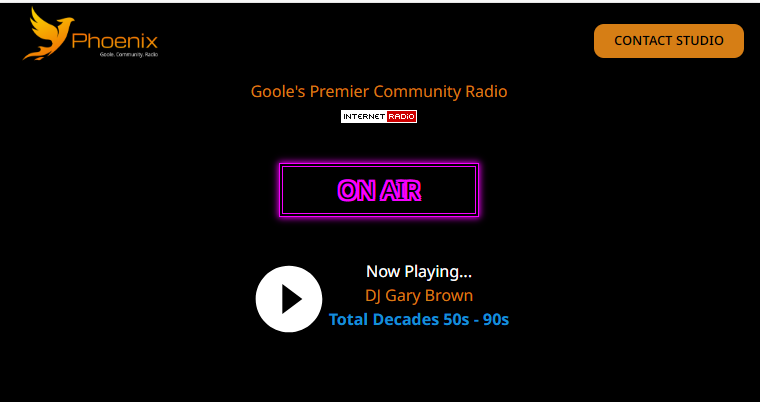 Phoenix
Goole. Community. Radio
CONTACT STUDIO
Goole's Premier Community Radio
INTERNET RADIO
ON AIR
Now Playing...
DJ Gary Brown
Total Decades 50s - 90s